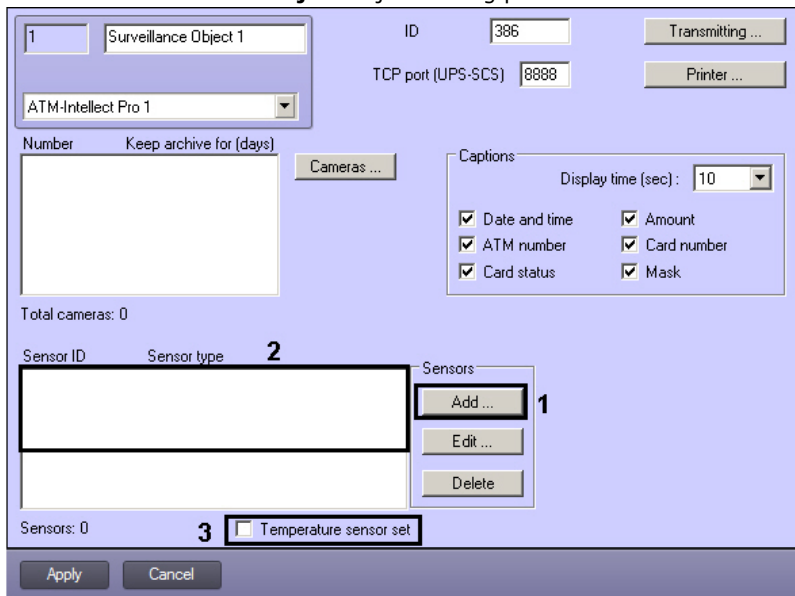 1
Surveillance Object 1
ID
386
Transmitting ...
TCP port (UPS-SCS)
8888
Printer ...
ATM-Intellect Pro 1
Number
Keep archive for (days)
Cameras ...
Captions
Display time (sec) :
10
Date and time
Amount
ATM number
Card number
Card status
Mask
Total cameras: 0
Sensor ID
Sensor type
2
Sensors
Add ...
1
Edit ...
Delete
Sensors: 0
3
Temperature sensor set
Apply
Cancel